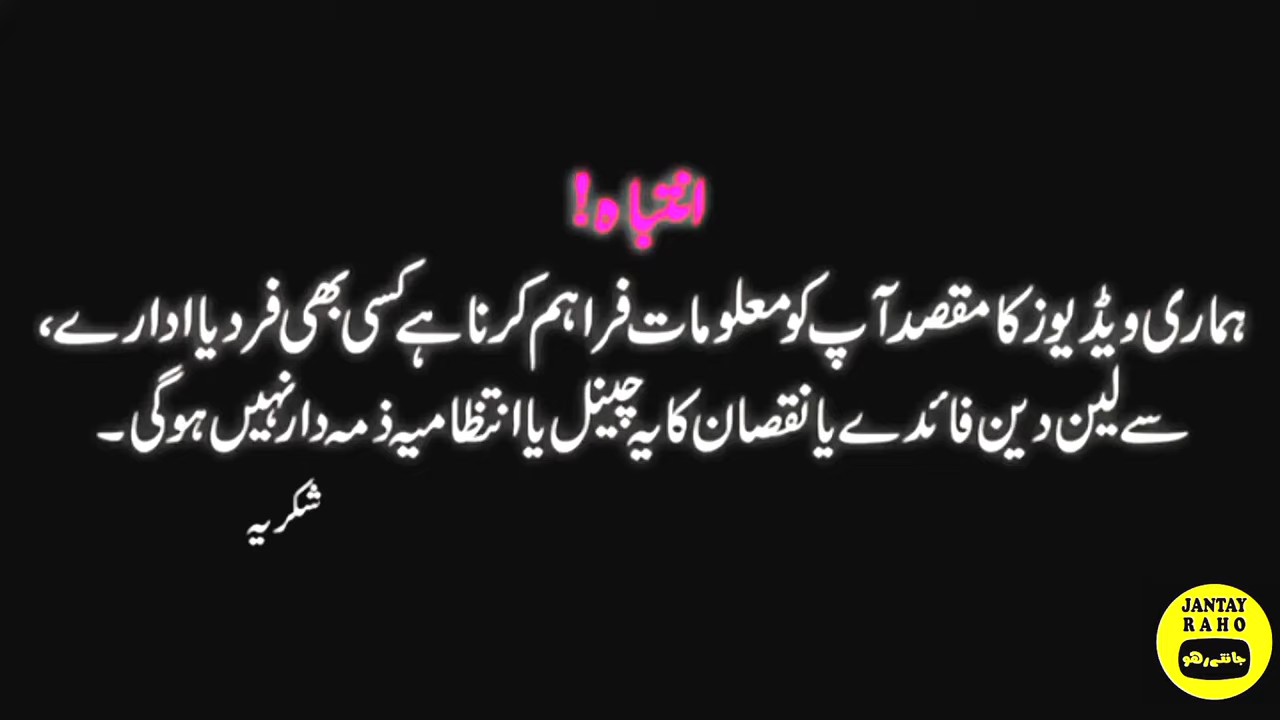 انتباہ!
ہماری ویڈیوز کا مقصد آپ کو معلومات فراہم کرنا ہے کسی بھی فرد یا ادارے،
سے لین دین فائدے یا نقصان کا یہ چینل یا انتظامیہ ذمہ دار نہیں ہوگی۔
شکریہ
JANTAY
RAHO
جانتے رهو